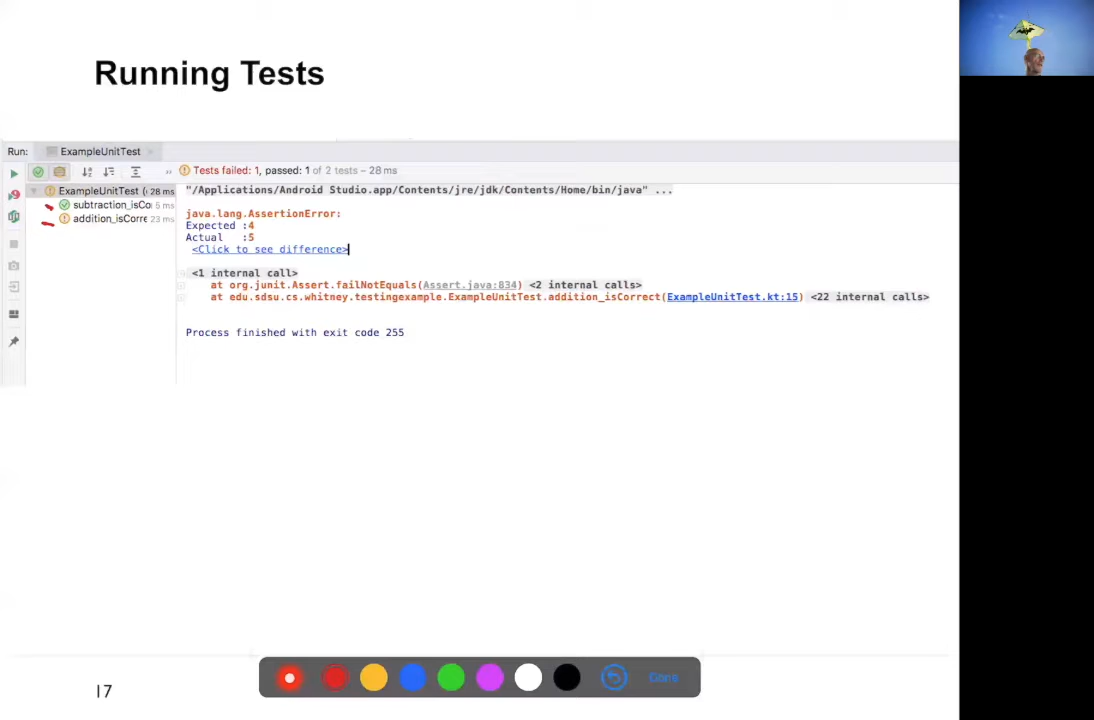 Running Tests
Run: ExampleUnitTest
Tests failed: 1, passed: 1 of 2 tests – 28 ms
ExampleUnitTest ( 28 ms
subtraction_isCo 5 ms
addition_isCorre 23 ms
"/Applications/Android Studio.app/Contents/jre/jdk/Contents/Home/bin/java" ...
java.lang.AssertionError:
Expected :4
Actual :5
<Click to see difference>
<1 internal call>
at org.junit.Assert.failNotEquals(Assert.java:834) <2 internal calls>
at edu.sdsu.cs.whitney.testingexample.ExampleUnitTest.addition_isCorrect(ExampleUnitTest.kt:15) <22 internal calls>
Process finished with exit code 255
17
Done